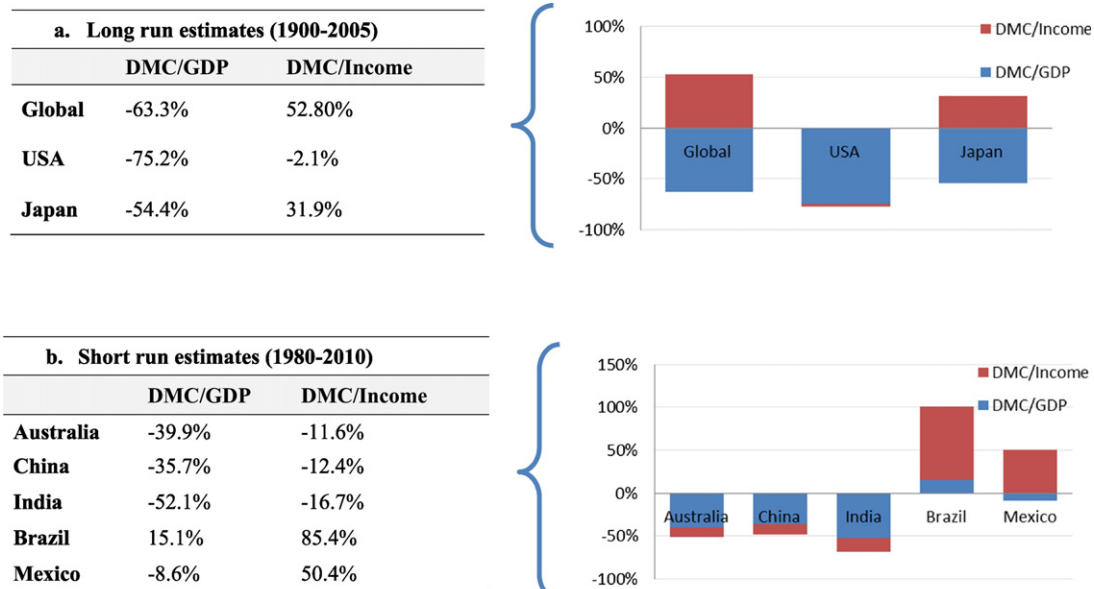 a. Long run estimates (1900-2005)
DMC/GDP DMC/Income
Global -63.3% 52.80%
USA -75.2% -2.1%
Japan -54.4% 31.9%
100%
50%
0%
-50%
-100%
DMC/Income
DMC/GDP
Global USA Japan
b. Short run estimates (1980-2010)
DMC/GDP DMC/Income
Australia -39.9% -11.6%
China -35.7% -12.4%
India -52.1% -16.7%
Brazil 15.1% 85.4%
Mexico -8.6% 50.4%
150%
100%
50%
0%
-50%
-100%
DMC/Income
DMC/GDP
Australia China India Brazil Mexico